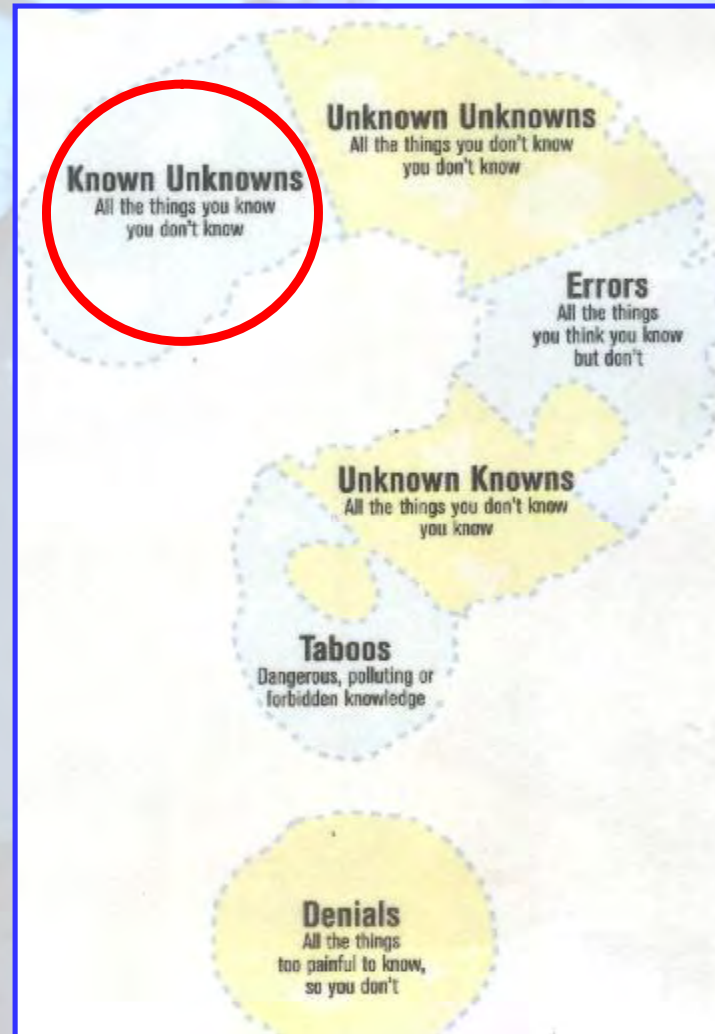 Unknown Unknowns
All the things you don't know
you don't know
Known Unknowns
All the things you know
you don't know
Errors
All the things
you think you know
but don't
Unknown Knowns
All the things you don't know
you know
Taboos
Dangerous, polluting or
forbidden knowledge
Denials
All the things
too painful to know,
so you don't